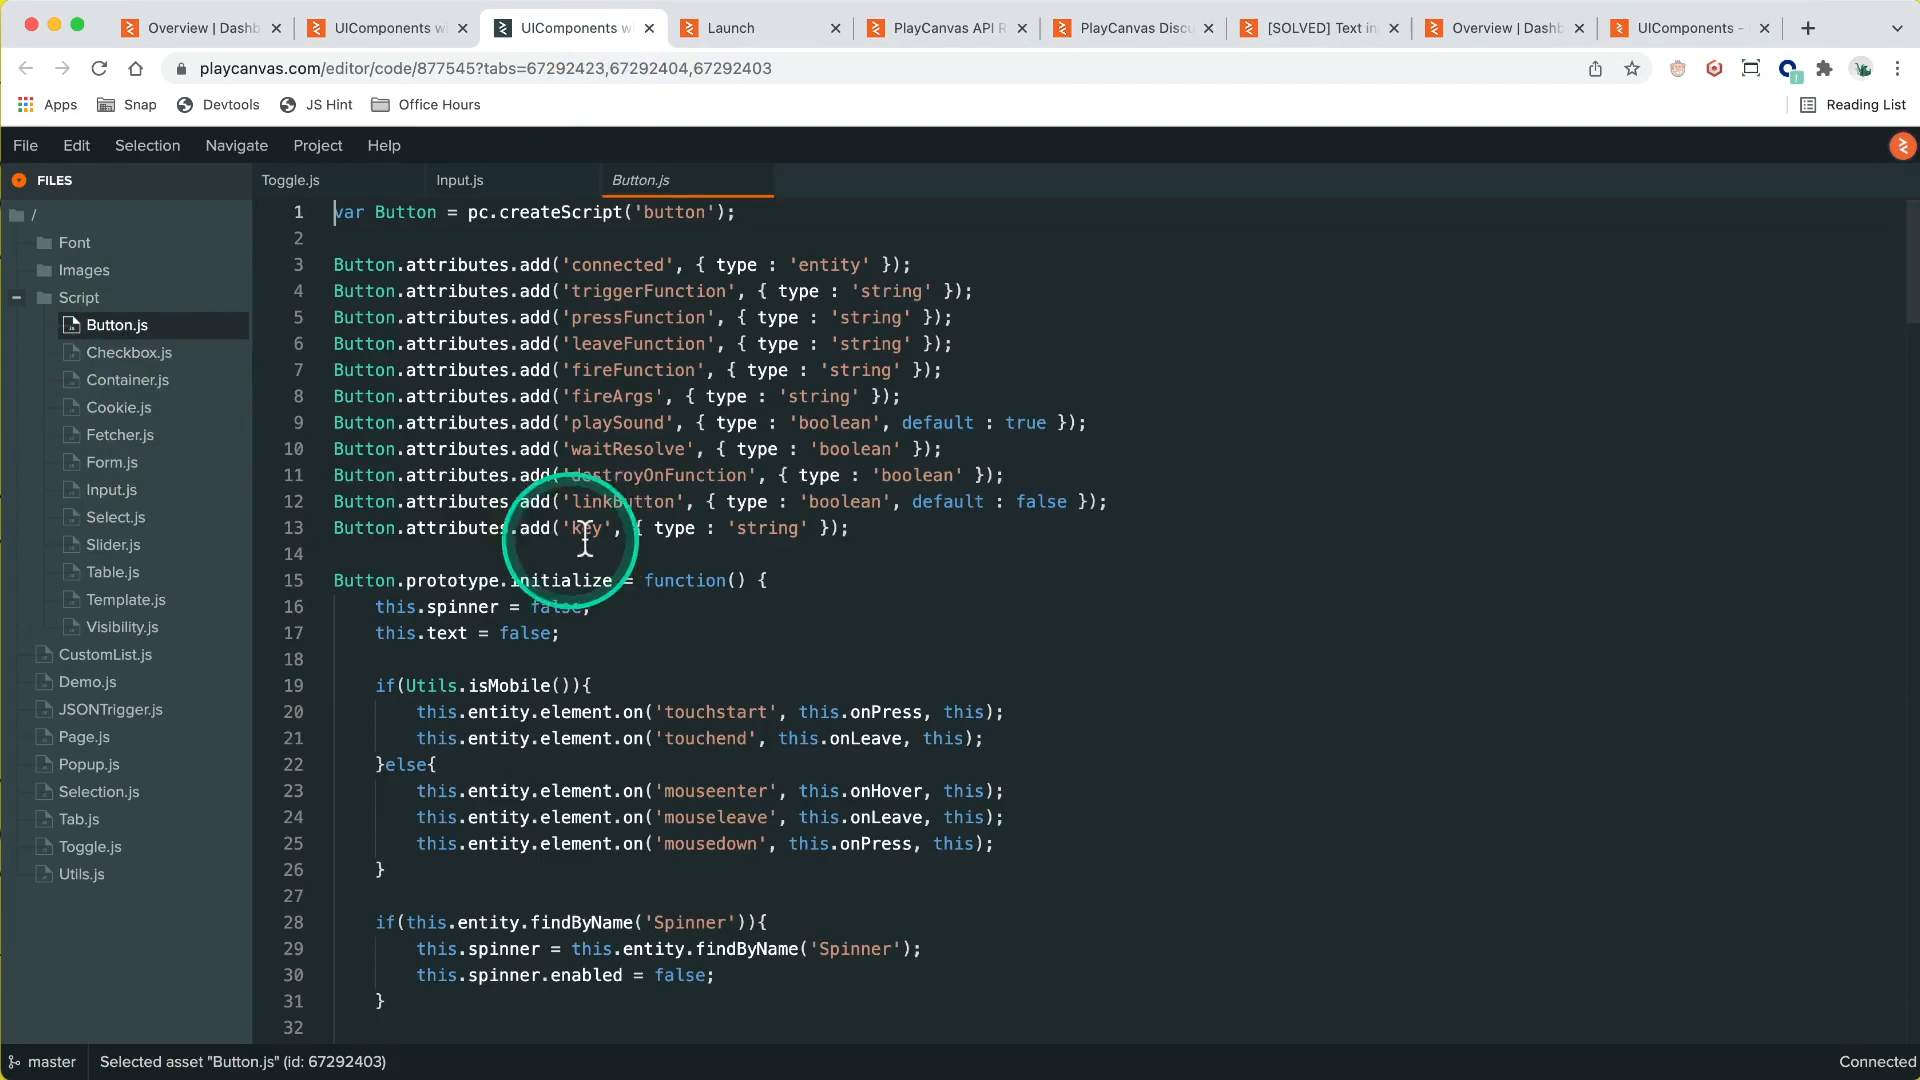 Overview | Dashb
UIComponents w
UIComponents w
Launch
PlayCanvas API R
PlayCanvas Discu
[SOLVED] Text in
Overview | Dashb
UIComponents -
playcanvas.com/editor/code/877545?tabs=67292423,67292404,67292403
Apps
Snap
Devtools
JS Hint
Office Hours
Reading List
File
Edit
Selection
Navigate
Project
Help
FILES
/
Font
Images
Script
Button.js
Checkbox.js
Container.js
Cookie.js
Fetcher.js
Form.js
Input.js
Select.js
Slider.js
Table.js
Template.js
Visibility.js
CustomList.js
Demo.js
JSONTrigger.js
Page.js
Popup.js
Selection.js
Tab.js
Toggle.js
Utils.js
Toggle.js
Input.js
Button.js
1 var Button = pc.createScript('button');
2
3 Button.attributes.add('connected', { type : 'entity' });
4 Button.attributes.add('triggerFunction', { type : 'string' });
5 Button.attributes.add('pressFunction', { type : 'string' });
6 Button.attributes.add('leaveFunction', { type : 'string' });
7 Button.attributes.add('fireFunction', { type : 'string' });
8 Button.attributes.add('fireArgs', { type : 'string' });
9 Button.attributes.add('playSound', { type : 'boolean', default : true });
10 Button.attributes.add('waitResolve', { type : 'boolean' });
11 Button.attributes.add('destroyOnFunction', { type : 'boolean' });
12 Button.attributes.add('linkButton', { type : 'boolean', default : false });
13 Button.attributes.add('key', { type : 'string' });
14
15 Button.prototype.initialize = function() {
16 this.spinner = false;
17 this.text = false;
18
19 if(Utils.isMobile()){
20 this.entity.element.on('touchstart', this.onPress, this);
21 this.entity.element.on('touchend', this.onLeave, this);
22 }else{
23 this.entity.element.on('mouseenter', this.onHover, this);
24 this.entity.element.on('mouseleave', this.onLeave, this);
25 this.entity.element.on('mousedown', this.onPress, this);
26 }
27
28 if(this.entity.findByName('Spinner')){
29 this.spinner = this.entity.findByName('Spinner');
30 this.spinner.enabled = false;
31 }
32
master
Selected asset "Button.js" (id: 67292403)
Connected